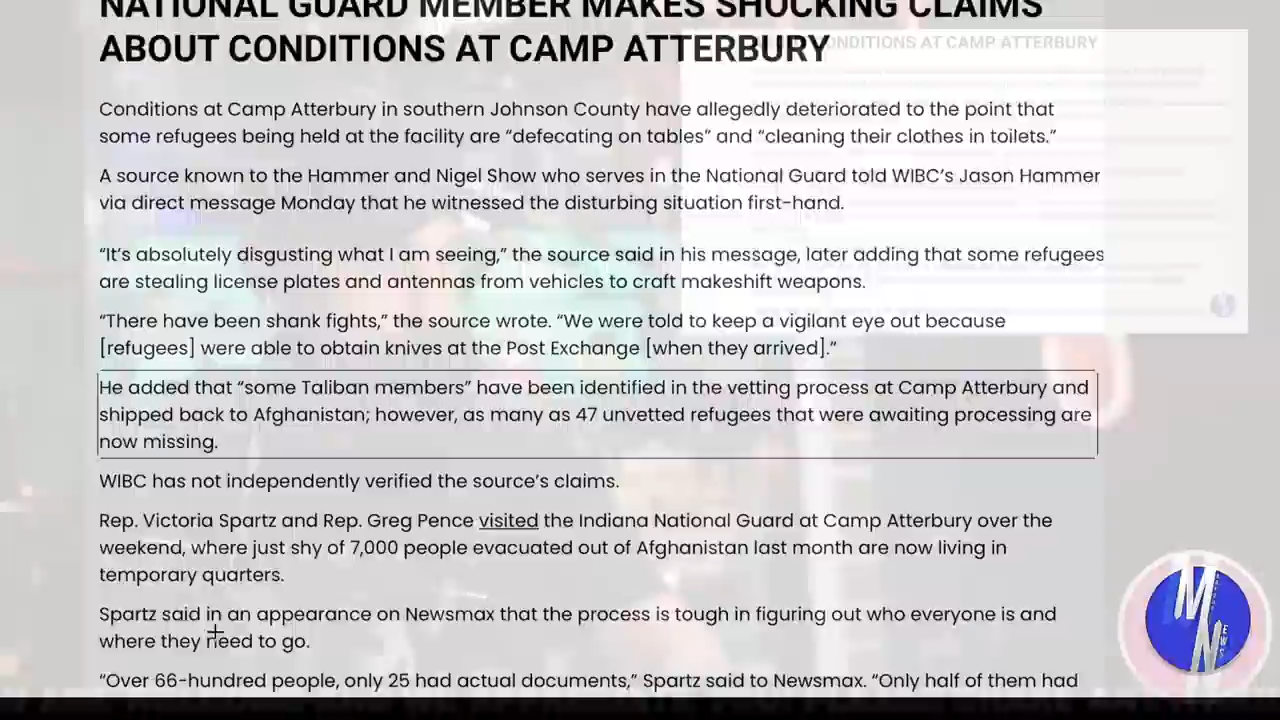 NATIONAL GUARD MEMBER MAKES SHOCKING CLAIMS
ABOUT CONDITIONS AT CAMP ATTERBURY
ONDITIONS AT CAMP ATTERBURY
Conditions at Camp Atterbury in southern Johnson County have allegedly deteriorated to the point that
some refugees being held at the facility are “defecating on tables” and “cleaning their clothes in toilets.”
A source known to the Hammer and Nigel Show who serves in the National Guard told WIBC’s Jason Hammer
via direct message Monday that he witnessed the disturbing situation first-hand.
“It’s absolutely disgusting what I am seeing,” the source said in his message, later adding that some refugees
are stealing license plates and antennas from vehicles to craft makeshift weapons.
“There have been shank fights,” the source wrote. “We were told to keep a vigilant eye out because
[refugees] were able to obtain knives at the Post Exchange [when they arrived].”
He added that “some Taliban members” have been identified in the vetting process at Camp Atterbury and
shipped back to Afghanistan; however, as many as 47 unvetted refugees that were awaiting processing are
now missing.
WIBC has not independently verified the source’s claims.
Rep. Victoria Spartz and Rep. Greg Pence visited the Indiana National Guard at Camp Atterbury over the
weekend, where just shy of 7,000 people evacuated out of Afghanistan last month are now living in
temporary quarters.
Spartz said in an appearance on Newsmax that the process is tough in figuring out who everyone is and
where they need to go.
“Over 66-hundred people, only 25 had actual documents,” Spartz said to Newsmax. “Only half of them had
M
N